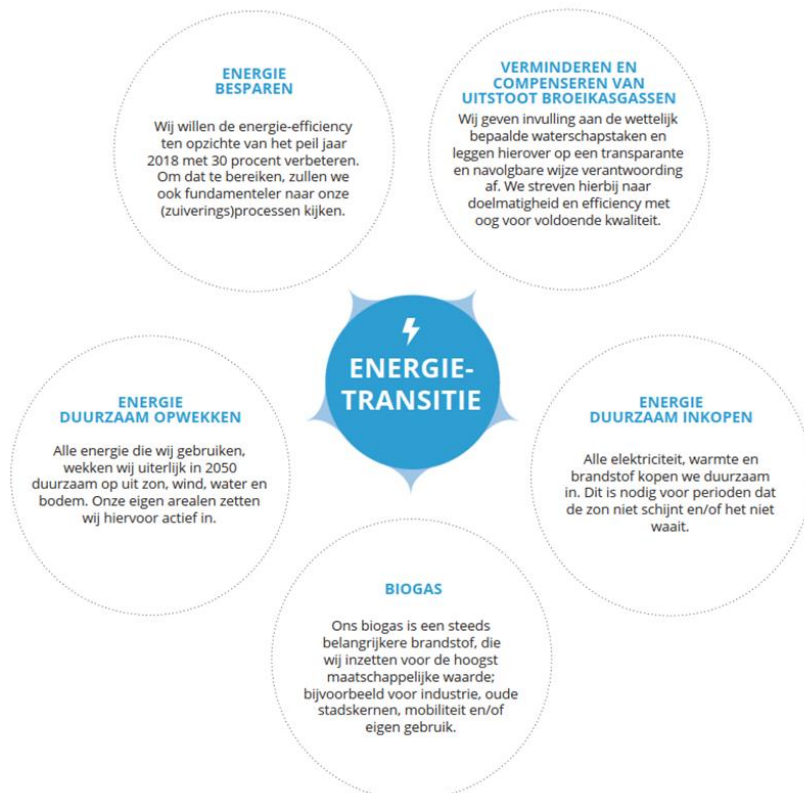 ENERGIE
BESPAREN
Wij willen de energie-efficiency
ten opzichte van het peil jaar
2018 met 30 procent verbeteren.
Om dat te bereiken, zullen we
ook fundamenteler naar onze
(zuiverings)processen kijken.
VERMINDEREN EN
COMPENSEREN VAN
UITSTOOT BROEIKASGASSEN
Wij geven invulling aan de wettelijk
bepaalde waterschapstaken en
leggen hierover op een transparante
en navolgbare wijze verantwoording
af. We streven hierbij naar
doelmatigheid en efficiency met
oog voor voldoende kwaliteit.
ENERGIE-
TRANSITIE
ENERGIE
DUURZAAM OPWEKKEN
Alle energie die wij gebruiken,
wekken wij uiterlijk in 2050
duurzaam op uit zon, wind, water en
bodem. Onze eigen arealen zetten
wij hiervoor actief in.
ENERGIE
DUURZAAM INKOPEN
Alle elektriciteit, warmte en
brandstof kopen we duurzaam
in. Dit is nodig voor perioden dat
de zon niet schijnt en/of het niet
waait.
BIOGAS
Ons biogas is een steeds
belangrijkere brandstof, die
wij inzetten voor de hoogst
maatschappelijke waarde;
bijvoorbeeld voor industrie, oude
stadskernen, mobiliteit en/of
eigen gebruik.